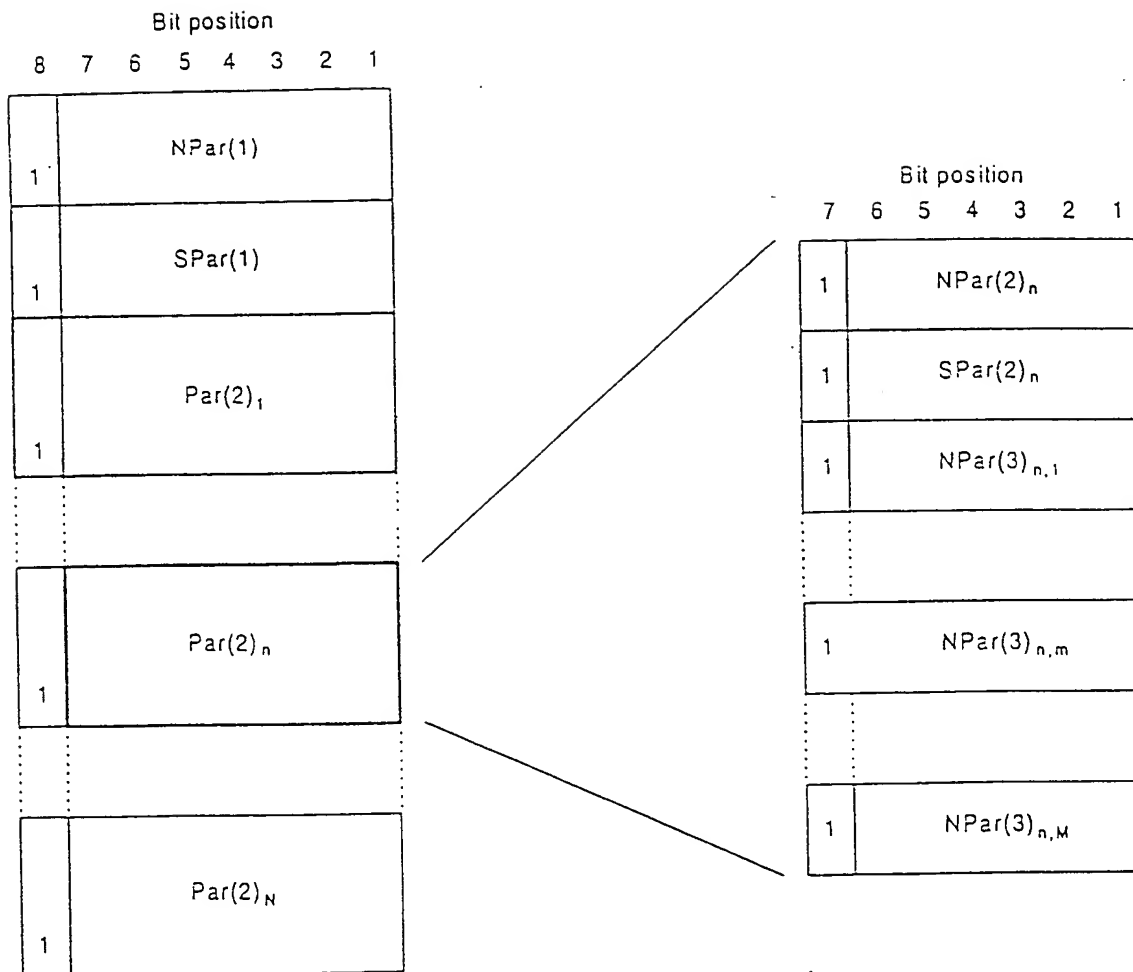 Bit position
8 7 6 5 4 3 2 1
NPar(1)
1
SPar(1)
1
Par(2)₁
1
Par(2)ₙ
1
Par(2)N
1
Bit position
7 6 5 4 3 2 1
1 NPar(2)ₙ
1 SPar(2)ₙ
1 NPar(3)n,1
1 NPar(3)n,m
1 NPar(3)n,M